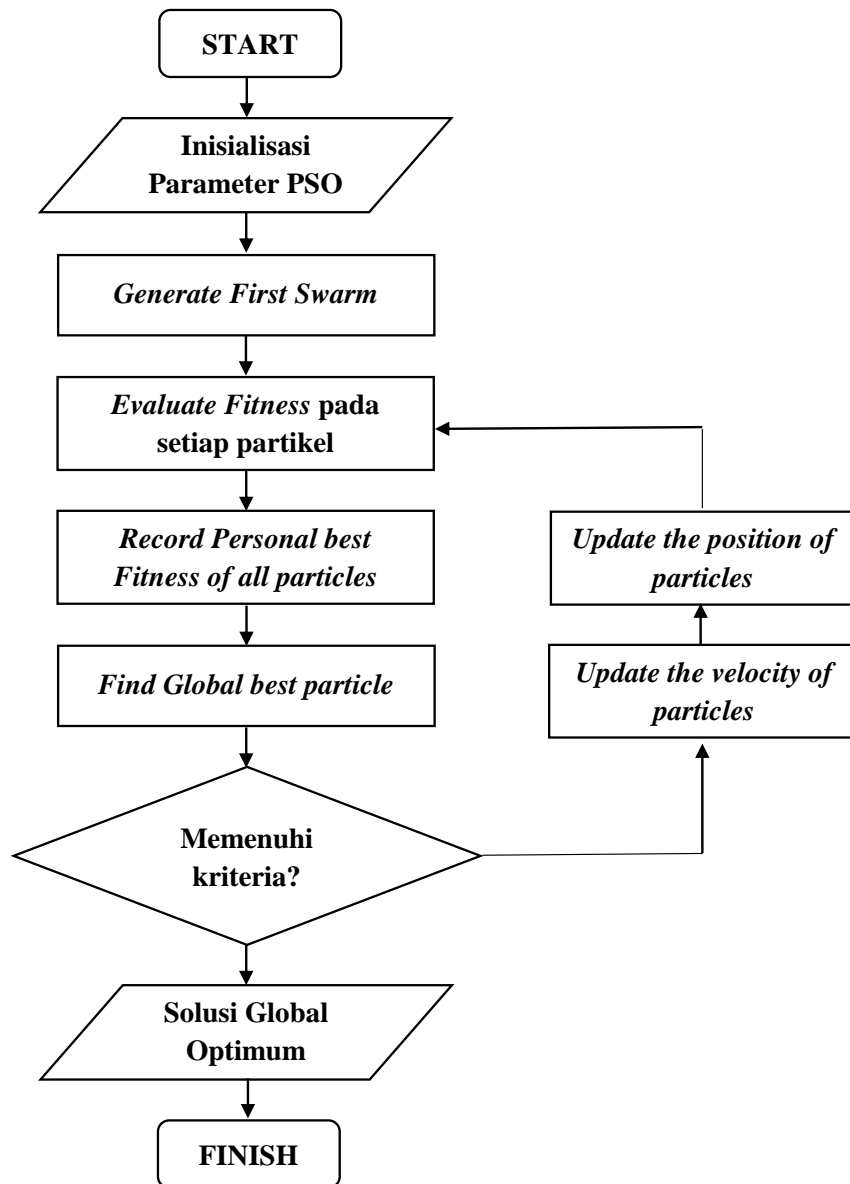 START
Inisialisasi
Parameter PSO
Generate First Swarm
Evaluate Fitness pada
setiap partikel
Record Personal best
Fitness of all particles
Find Global best particle
Memenuhi
kriteria?
Update the position of
particles
Update the velocity of
particles
Solusi Global
Optimum
FINISH